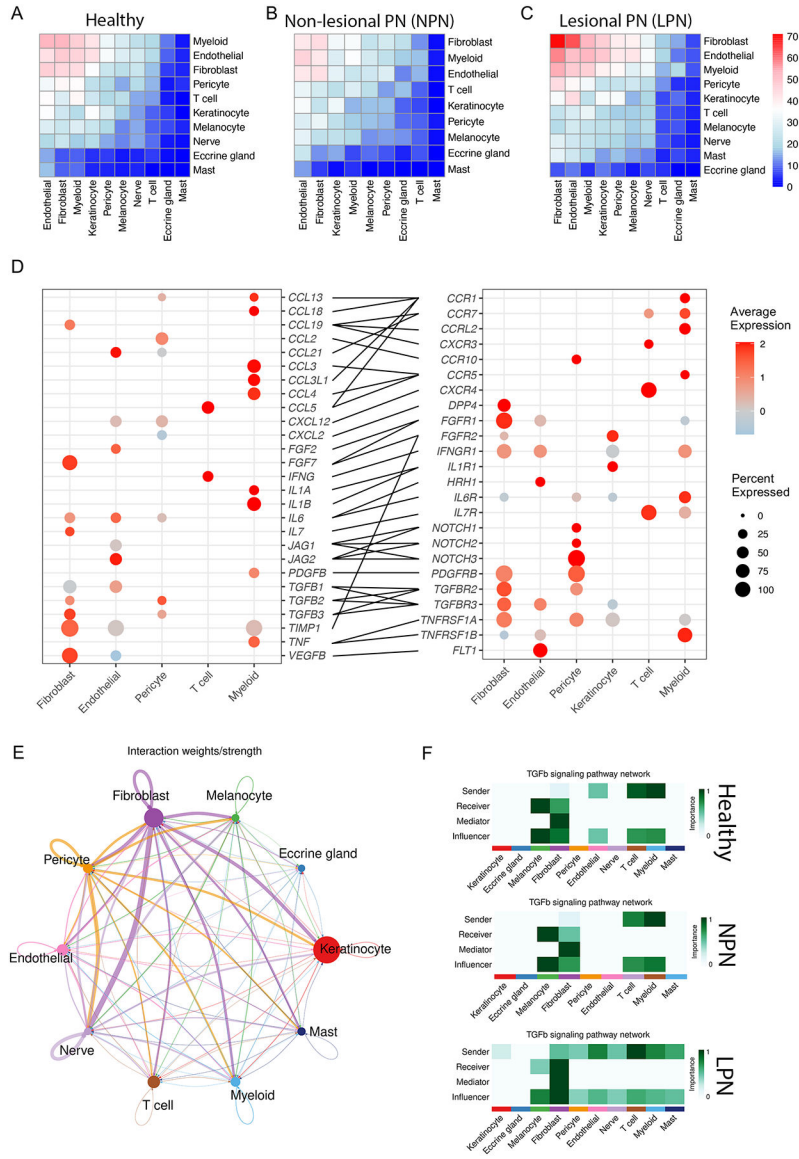 A
Healthy
Myeloid
Endothelial
Fibroblast
Pericyte
T cell
Keratinocyte
Melanocyte
Nerve
Eccrine gland
Mast
Endothelial
Fibroblast
Myeloid
Keratinocyte
Pericyte
Melanocyte
Nerve
T cell
Eccrine gland
Mast
B
Non-lesional PN (NPN)
Fibroblast
Myeloid
Endothelial
T cell
Keratinocyte
Pericyte
Melanocyte
Eccrine gland
Mast
Endothelial
Fibroblast
Keratinocyte
Myeloid
Melanocyte
Pericyte
Eccrine gland
T cell
Mast
C
Lesional PN (LPN)
Fibroblast
Endothelial
Myeloid
Pericyte
Keratinocyte
T cell
Melanocyte
Nerve
Mast
Eccrine gland
Fibroblast
Endothelial
Myeloid
Keratinocyte
Pericyte
Melanocyte
Nerve
T cell
Eccrine gland
Mast
70
60
50
40
30
20
10
0
D
CCL13
CCL18
CCL19
CCL2
CCL21
CCL3
CCL3L1
CCL4
CCL5
CXCL12
CXCL2
FGF2
FGF7
IFNG
IL1A
IL1B
IL6
IL7
JAG1
JAG2
PDGFB
TGFB1
TGFB2
TGFB3
TIMP1
TNF
VEGFB
Fibroblast
Endothelial
Pericyte
T cell
Myeloid
CCR1
CCR7
CCRL2
CXCR3
CCR10
CCR5
CXCR4
DPP4
FGFR1
FGFR2
IFNGR1
IL1R1
HRH1
IL6R
IL7R
NOTCH1
NOTCH2
NOTCH3
PDGFRB
TGFBR2
TGFBR3
TNFRSF1A
TNFRSF1B
FLT1
Fibroblast
Endothelial
Pericyte
Keratinocyte
T cell
Myeloid
Average
Expression
2
1
0
Percent
Expressed
0
25
50
75
100
E
Interaction weights/strength
Fibroblast
Melanocyte
Pericyte
Eccrine gland
Endothelial
Keratinocyte
Nerve
Mast
T cell
Myeloid
F
TGFb signaling pathway network
Sender
Receiver
Mediator
Influencer
Keratinocyte
Eccrine gland
Melanocyte
Fibroblast
Pericyte
Endothelial
Nerve
T cell
Myeloid
Mast
Importance
1
0
Healthy
TGFb signaling pathway network
Sender
Receiver
Mediator
Influencer
Keratinocyte
Eccrine gland
Melanocyte
Fibroblast
Pericyte
Endothelial
T cell
Myeloid
Mast
Importance
1
0
NPN
TGFb signaling pathway network
Sender
Receiver
Mediator
Influencer
Keratinocyte
Eccrine gland
Melanocyte
Fibroblast
Pericyte
Endothelial
Nerve
T cell
Myeloid
Mast
Importance
1
0
LPN